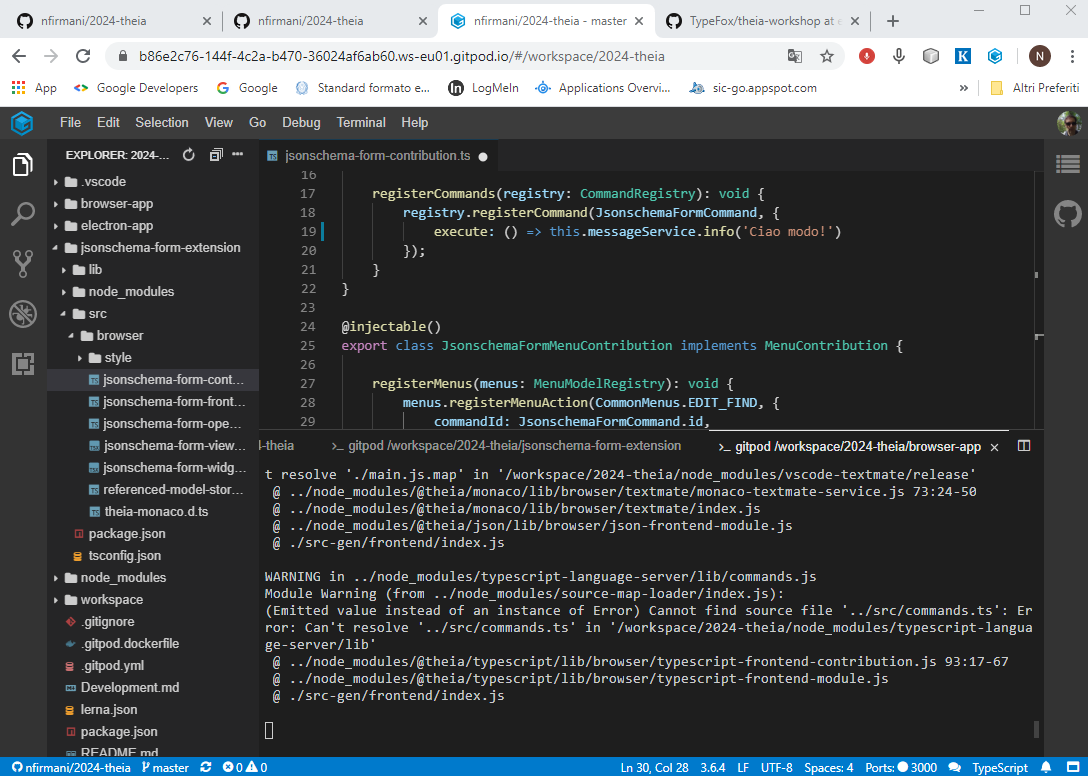 nfirmani/2024-theia
nfirmani/2024-theia
nfirmani/2024-theia - master
TypeFox/theia-workshop at
b86e2c76-144f-4c2a-b470-36024af6ab60.ws-eu01.gitpod.io/#/workspace/2024-theia
K
N
App
Google Developers
Google
Standard formato e...
in
LogMeIn
Applications Overvi...
sic-go.appspot.com
»
Altri Preferiti
File Edit Selection View Go Debug Terminal Help
EXPLORER: 2024-...
.vscode
browser-app
electron-app
jsonschema-form-extension
lib
node_modules
src
browser
style
jsonschema-form-cont...
jsonschema-form-front...
jsonschema-form-ope...
jsonschema-form-view...
jsonschema-form-widg...
referenced-model-stor...
theia-monaco.d.ts
package.json
tsconfig.json
node_modules
workspace
.gitignore
.gitpod.dockerfile
.gitpod.yml
Development.md
lerna.json
package.json
README.md
jsonschema-form-contribution.ts
16
17 registerCommands(registry: CommandRegistry): void {
18 registry.registerCommand(JsonschemaFormCommand, {
19 execute: () => this.messageService.info('Ciao modo!')
20 });
21 }
22 }
23
24 @injectable()
25 export class JsonschemaFormMenuContribution implements MenuContribution {
26
27 registerMenus(menus: MenuModelRegistry): void {
28 menus.registerMenuAction(CommonMenus.EDIT_FIND, {
29 commandId: JsonschemaFormCommand.id,
l-theia
>_ gitpod /workspace/2024-theia/jsonschema-form-extension
>_ gitpod /workspace/2024-theia/browser-app
t resolve './main.js.map' in '/workspace/2024-theia/node_modules/vscode-textmate/release'
@ ../node_modules/@theia/monaco/lib/browser/textmate/monaco-textmate-service.js 73:24-50
@ ../node_modules/@theia/monaco/lib/browser/textmate/index.js
@ ../node_modules/@theia/json/lib/browser/json-frontend-module.js
@ ./src-gen/frontend/index.js
WARNING in ../node_modules/typescript-language-server/lib/commands.js
Module Warning (from ../node_modules/source-map-loader/index.js):
(Emitted value instead of an instance of Error) Cannot find source file '../src/commands.ts': Er
ror: Can't resolve '../src/commands.ts' in '/workspace/2024-theia/node_modules/typescript-langua
ge-server/lib'
@ ../node_modules/@theia/typescript/lib/browser/typescript-frontend-contribution.js 93:17-67
@ ../node_modules/@theia/typescript/lib/browser/typescript-frontend-module.js
@ ./src-gen/frontend/index.js
nfirmani/2024-theia master 0 0 Ln 30, Col 28 3.6.4 LF UTF-8 Spaces: 4 Ports: 3000 TypeScript